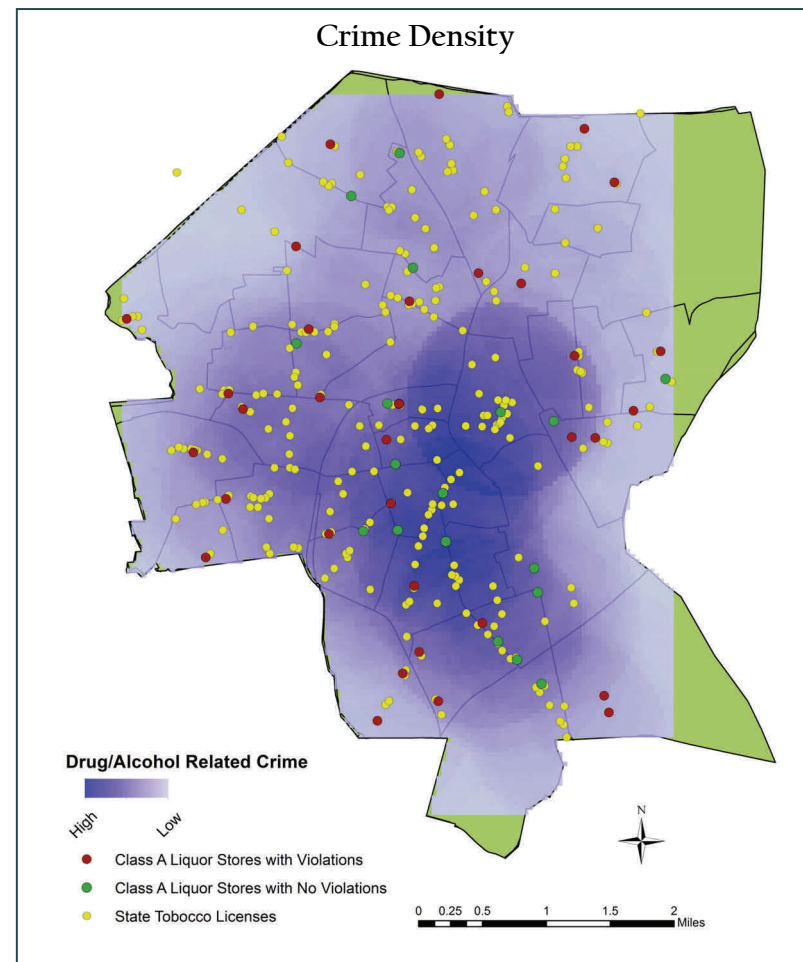 Crime Density
Drug/Alcohol Related Crime
High Low
Class A Liquor Stores with Violations
Class A Liquor Stores with No Violations
State Tobocco Licenses
N
0 0.25 0.5 1 1.5 2
Miles